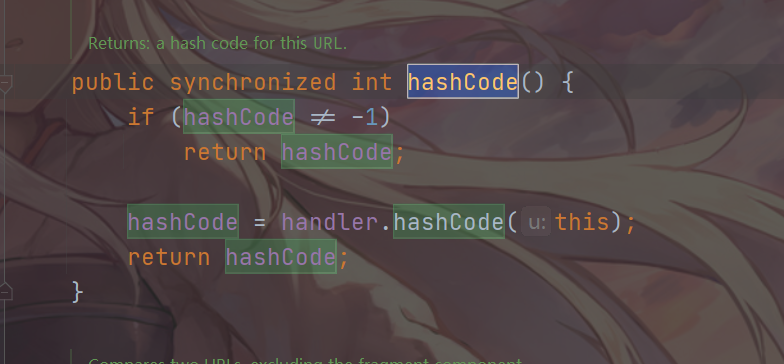 Returns: a hash code for this URL.
public synchronized int hashCode() {
if (hashCode ≠ -1)
return hashCode;
hashCode = handler.hashCode( u: this);
return hashCode;
}
Compares two URLs, excluding the fragment component.